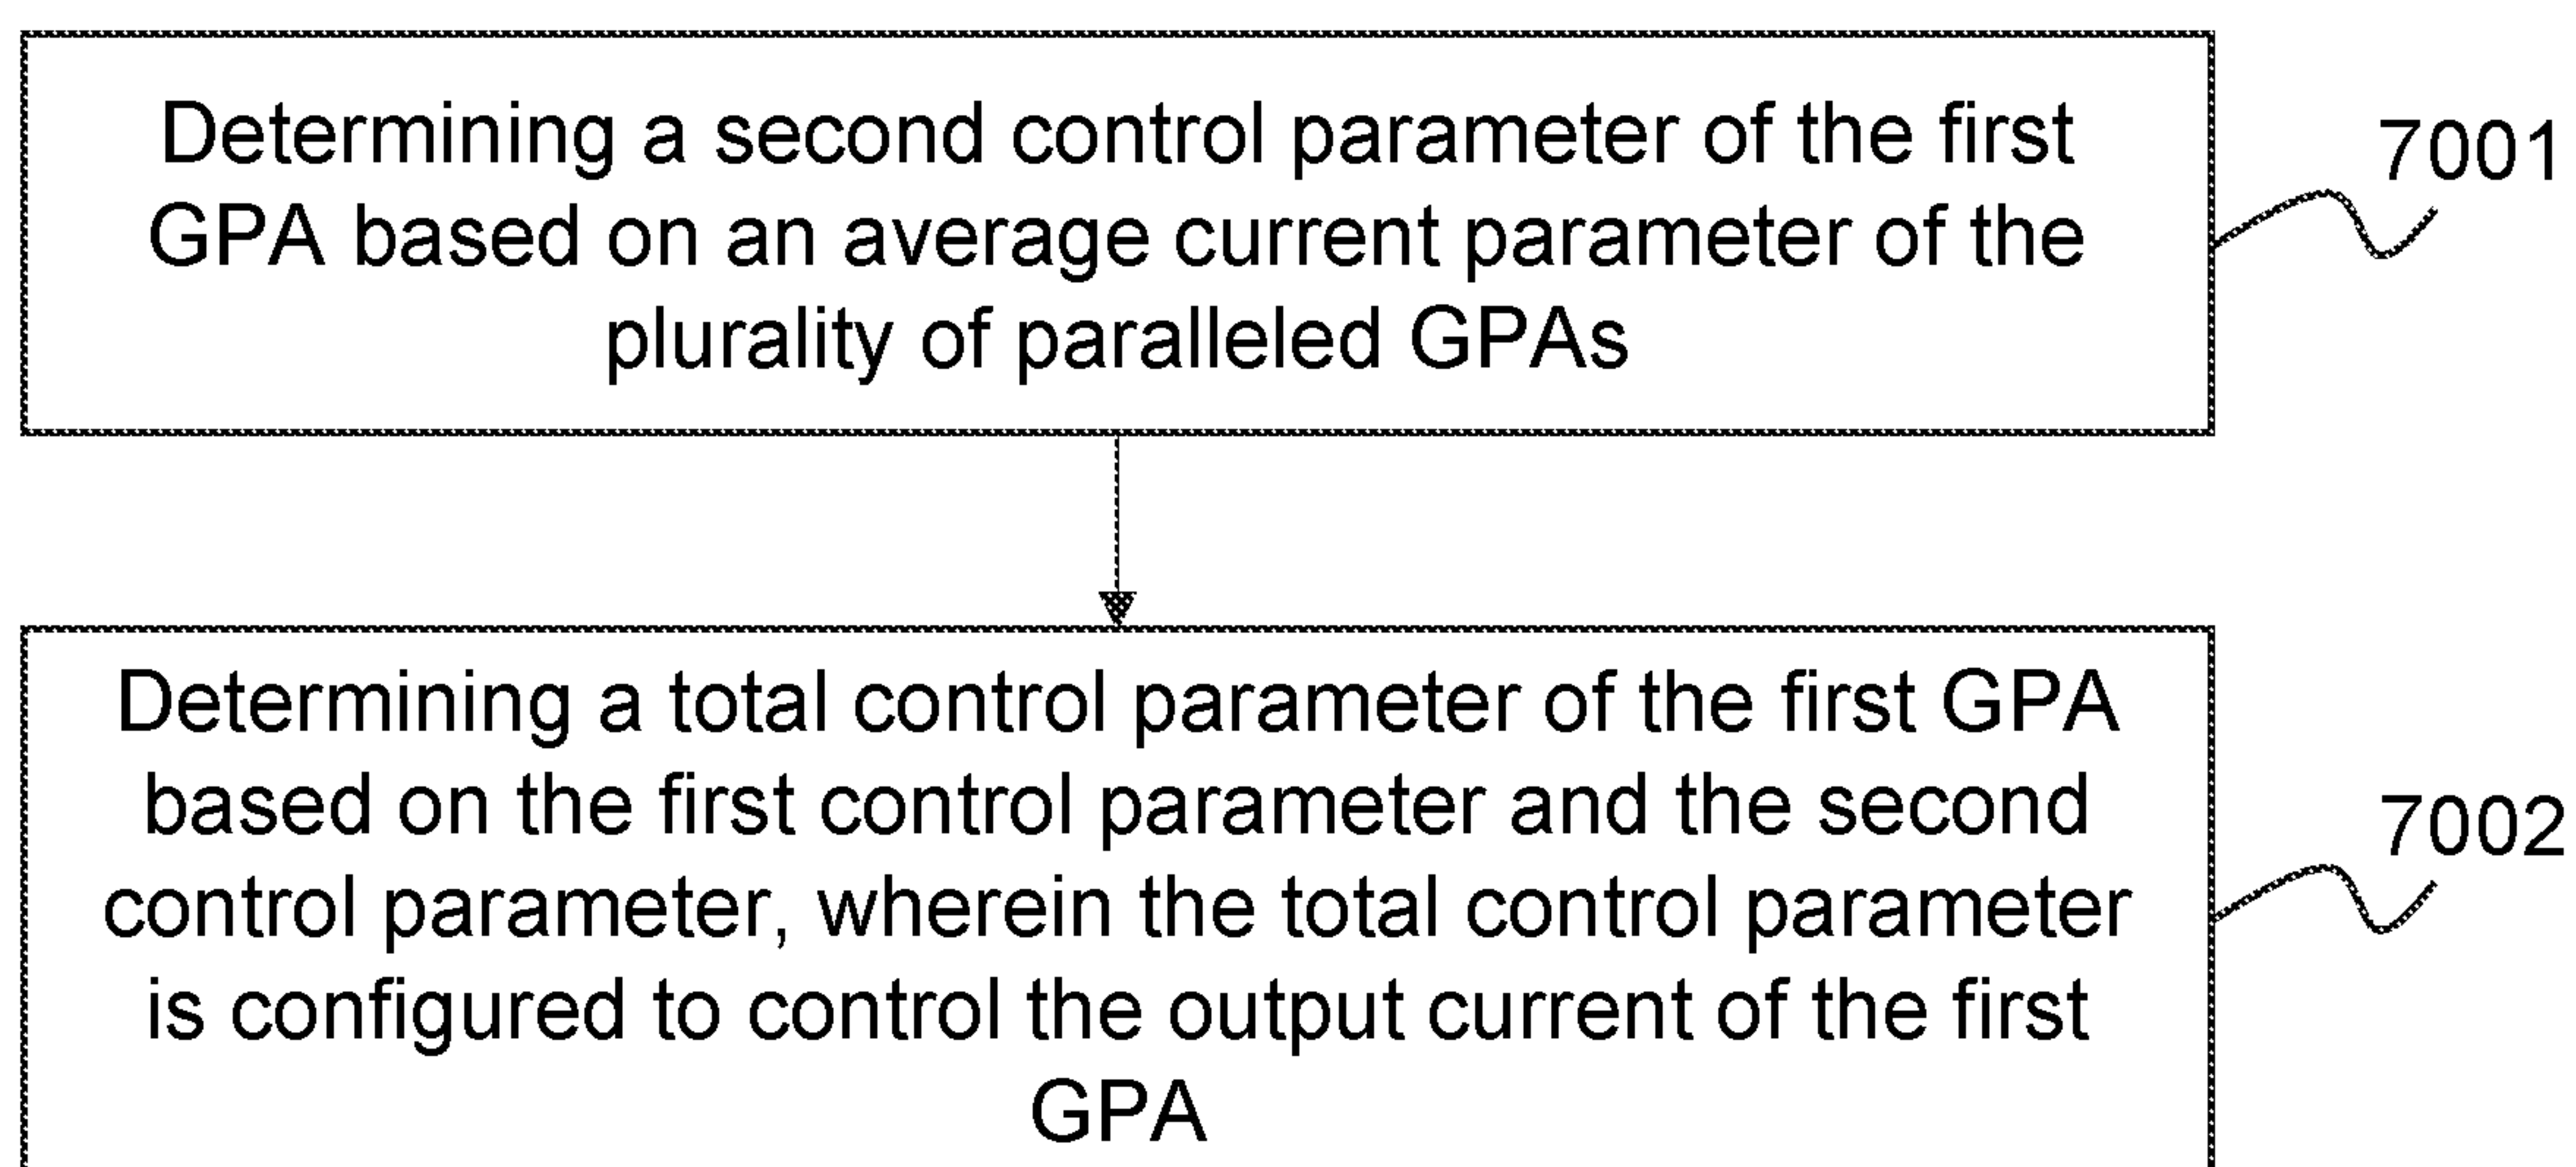 Determining a second control parameter of the first
GPA based on an average current parameter of the
plurality of paralleled GPAs
7001
Determining a total control parameter of the first GPA
based on the first control parameter and the second
control parameter, wherein the total control parameter
is configured to control the output current of the first
GPA
7002